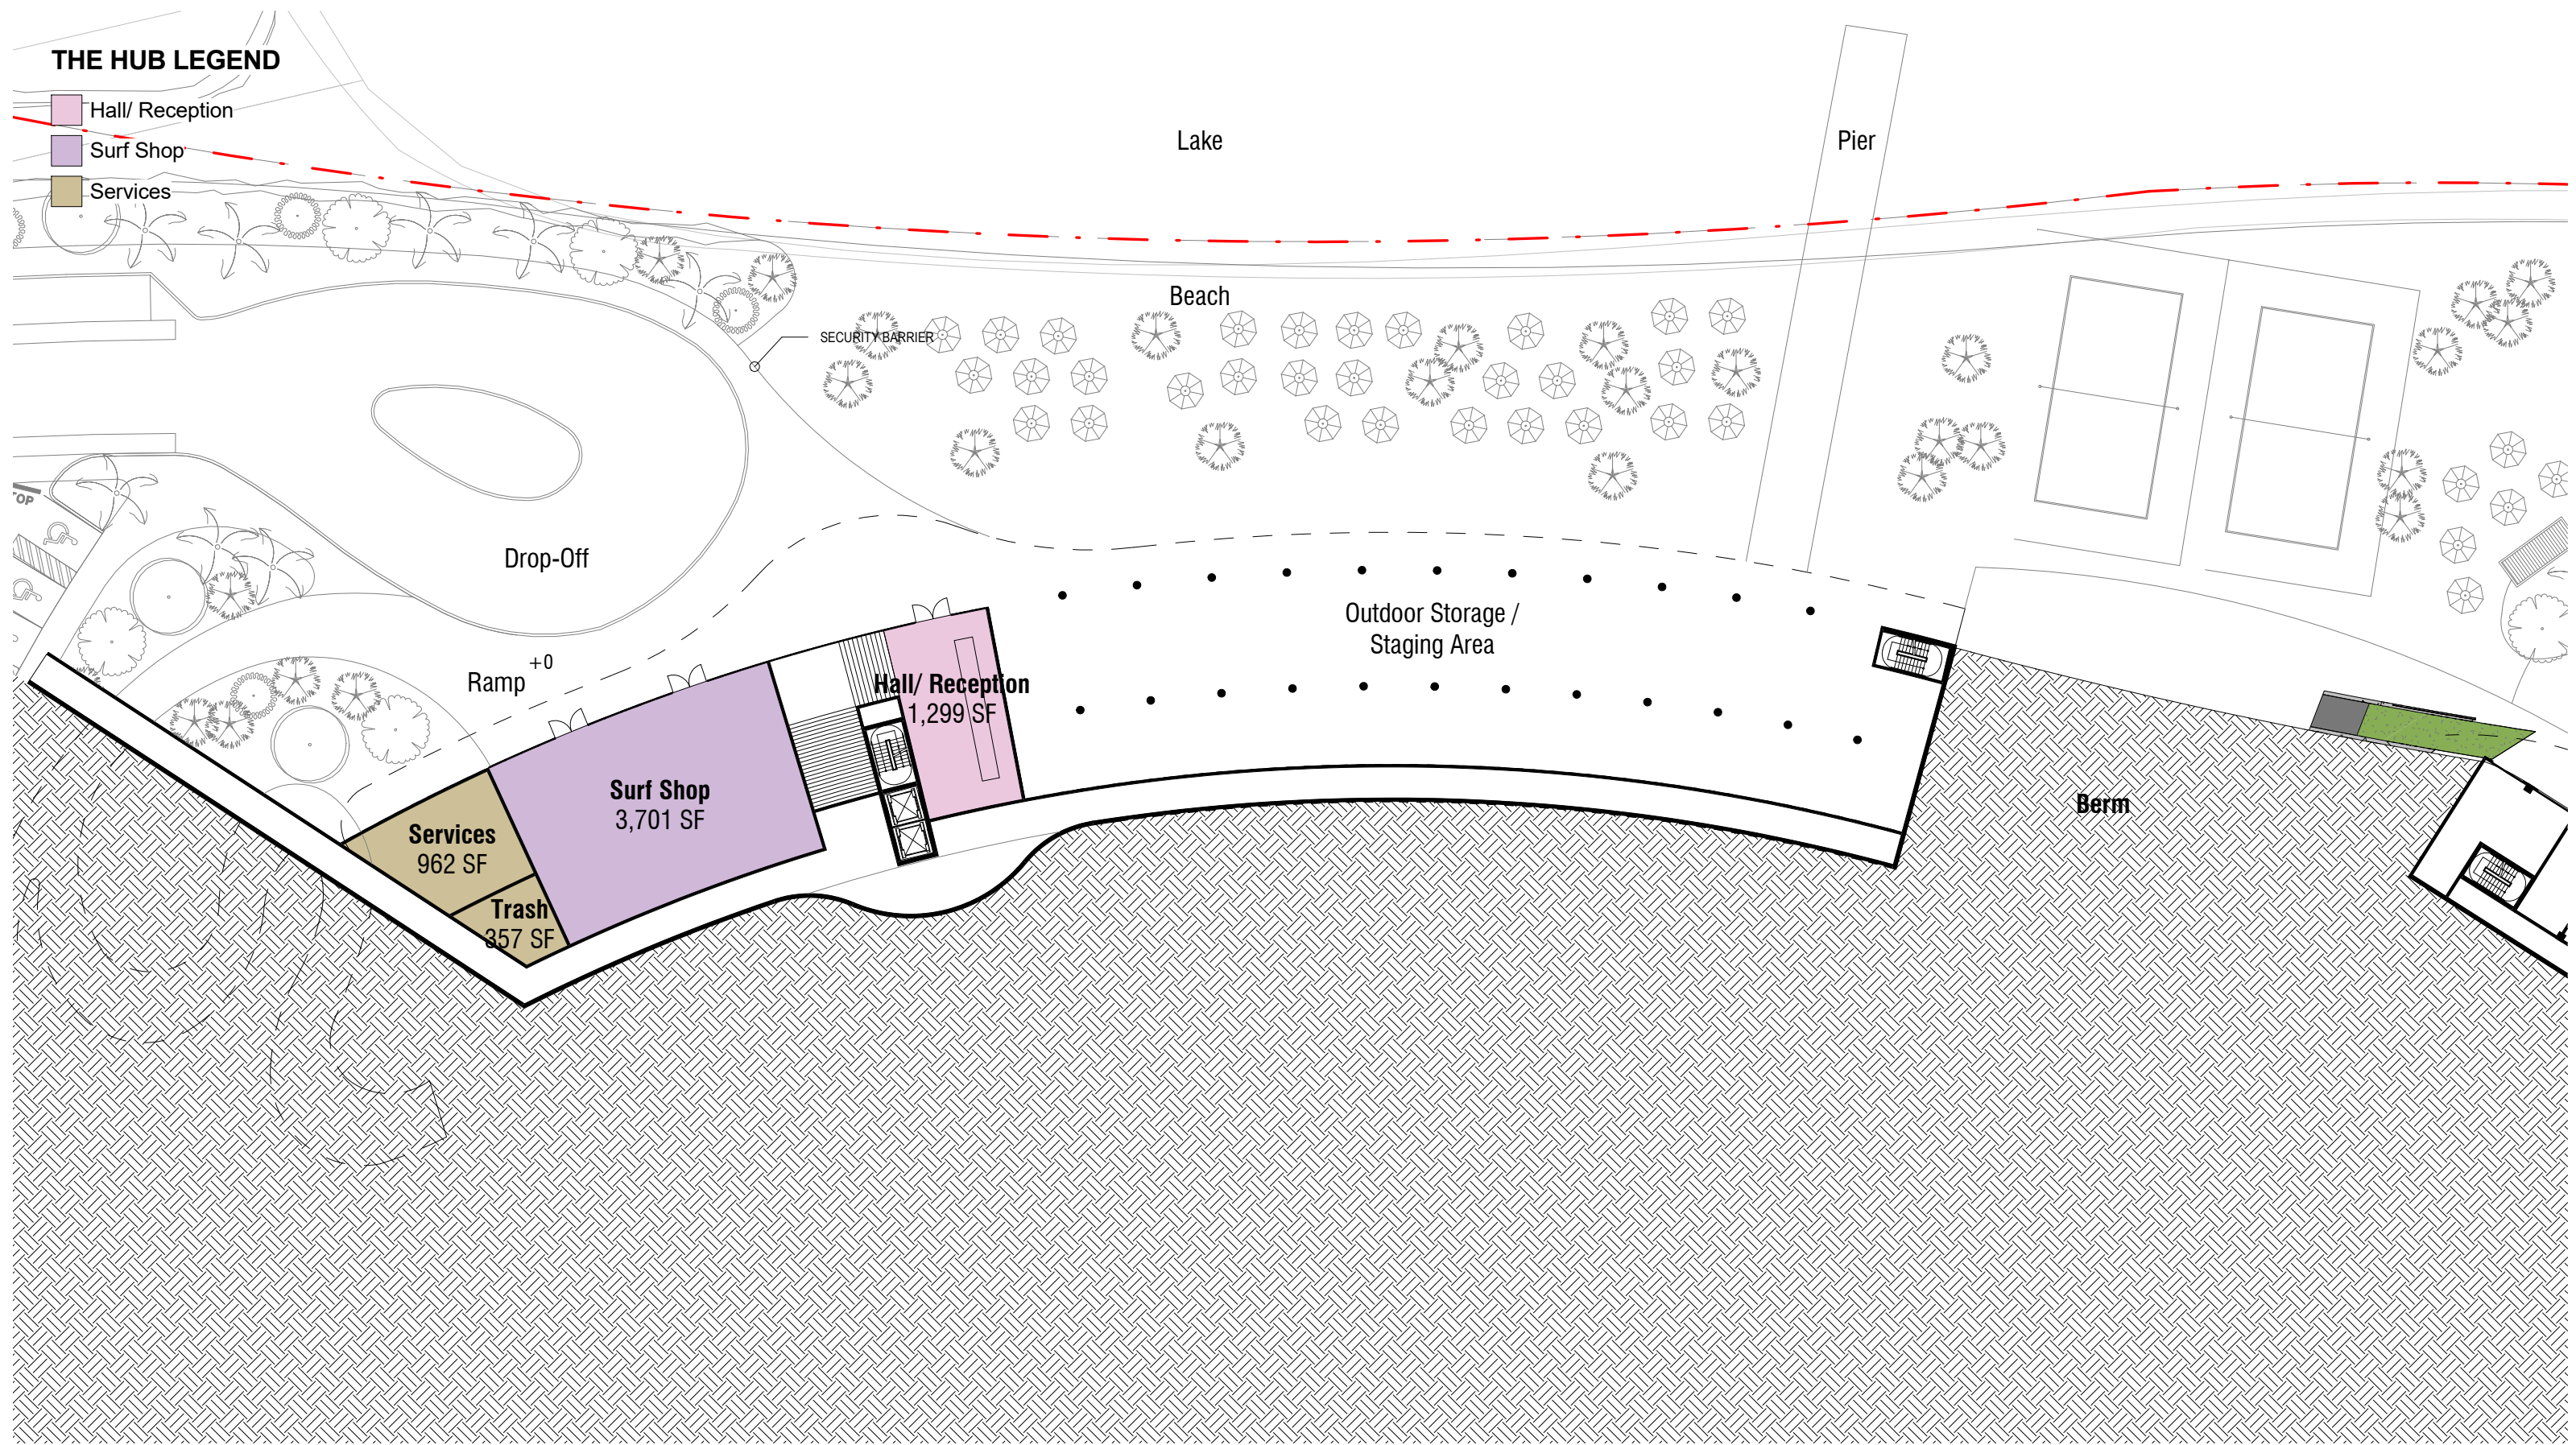 THE HUB LEGEND
Hall/ Reception
Surf Shop
Services
Lake
Pier
Beach
SECURITY BARRIER
TOP
Drop-Off
Outdoor Storage /
Staging Area
+0
Ramp
Hall/ Reception
1,299 SF
Surf Shop
3,701 SF
Services
962 SF
Trash
357 SF
Berm